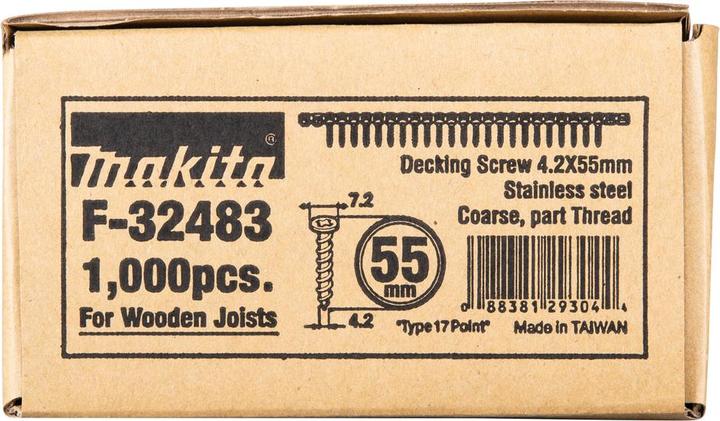 Makita ®
F-32483
1,000pcs.
For Wooden Joists
Decking Screw 4.2X55mm
Stainless steel
Coarse, part Thread
7.2
55
mm
4.2
"Type 17 Point"
0 88381 29304 4
Made in TAIWAN